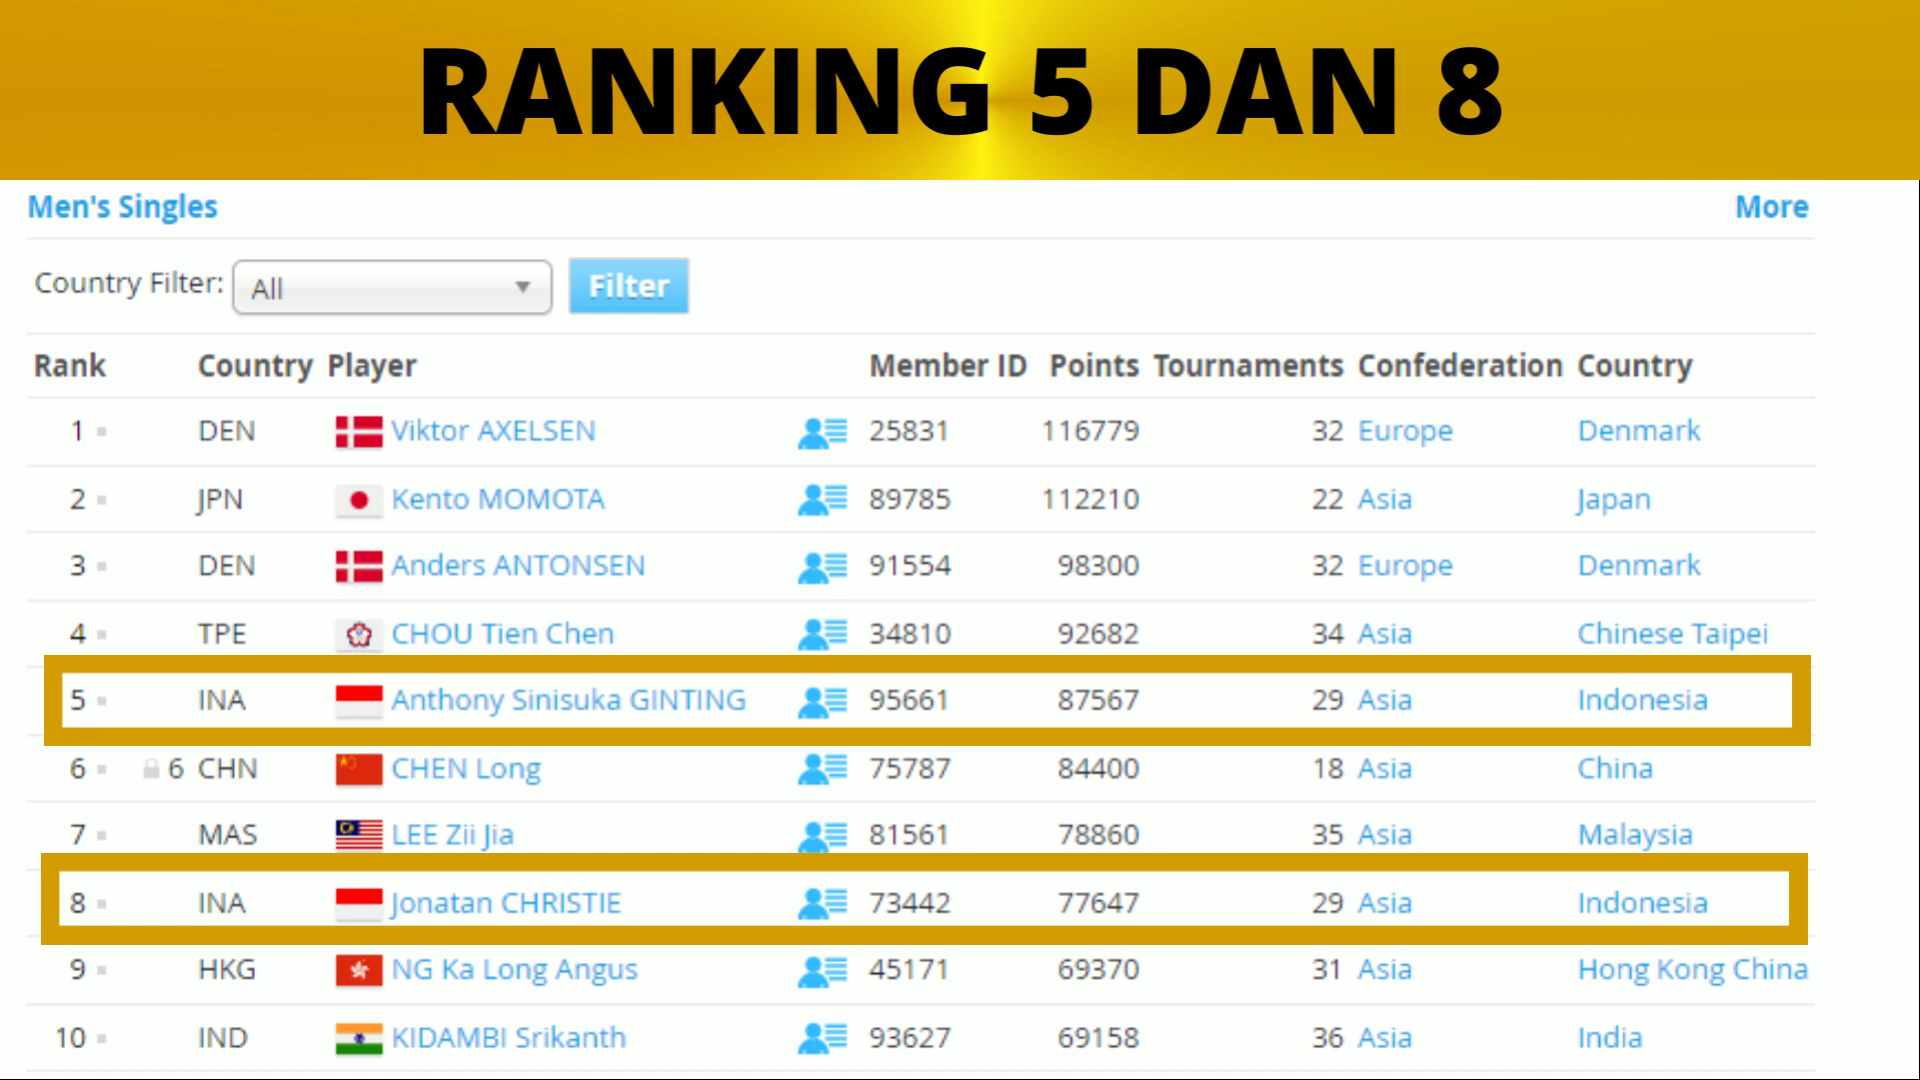 RANKING 5 DAN 8
Men's Singles More
Country Filter: All Filter
Rank Country Player Member ID Points Tournaments Confederation Country
1 DEN Viktor AXELSEN 25831 116779 32 Europe Denmark
2 JPN Kento MOMOTA 89785 112210 22 Asia Japan
3 DEN Anders ANTONSEN 91554 98300 32 Europe Denmark
4 TPE CHOU Tien Chen 34810 92682 34 Asia Chinese Taipei
5 INA Anthony Sinisuka GINTING 95661 87567 29 Asia Indonesia
6 6 CHN CHEN Long 75787 84400 18 Asia China
7 MAS LEE Zii Jia 81561 78860 35 Asia Malaysia
8 INA Jonatan CHRISTIE 73442 77647 29 Asia Indonesia
9 HKG NG Ka Long Angus 45171 69370 31 Asia Hong Kong China
10 IND KIDAMBI Srikanth 93627 69158 36 Asia India